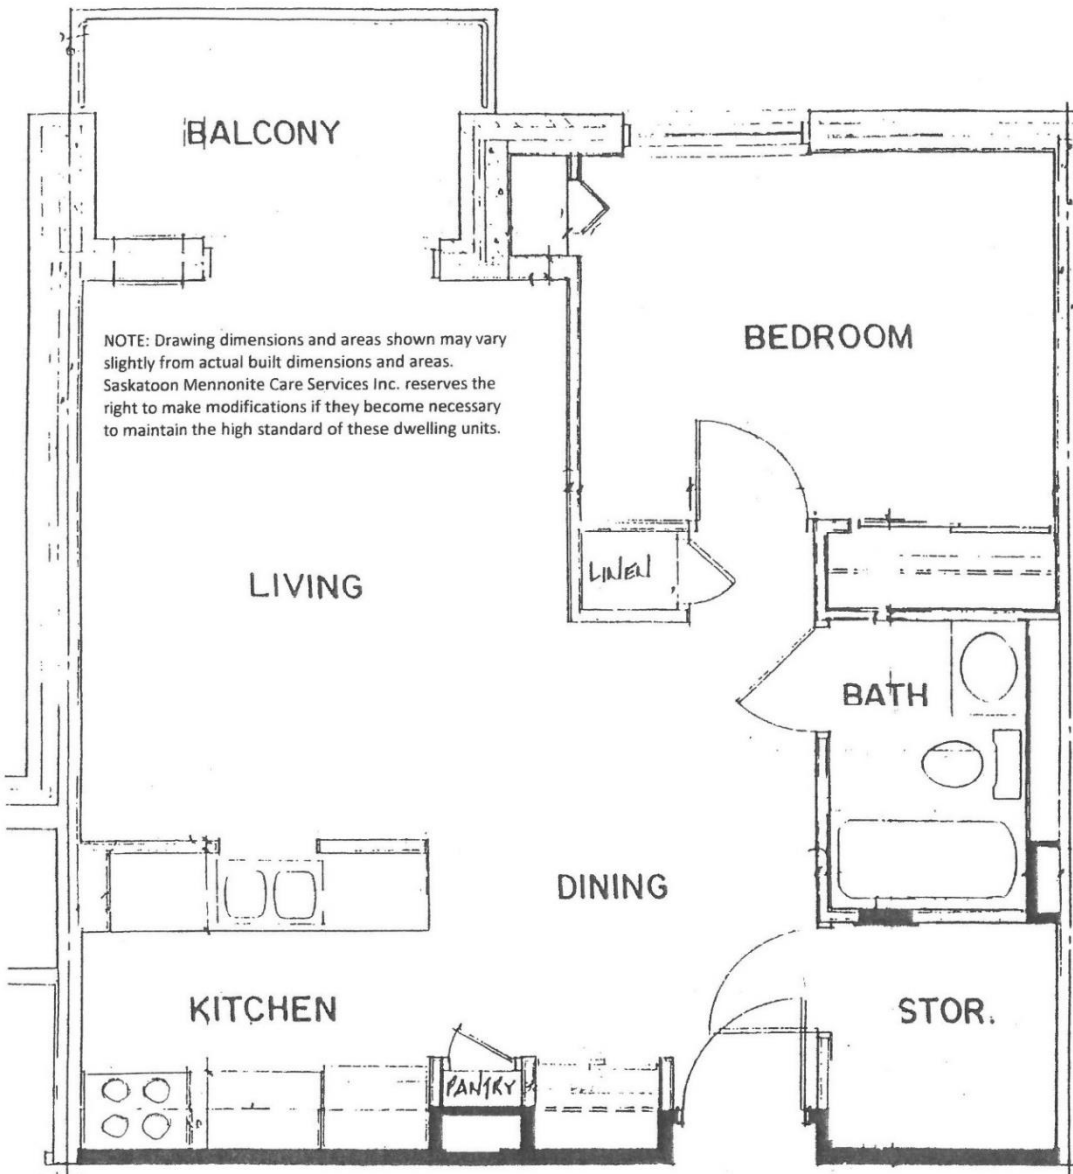 BALCONY
BEDROOM
NOTE: Drawing dimensions and areas shown may vary
slightly from actual built dimensions and areas.
Saskatoon Mennonite Care Services Inc. reserves the
right to make modifications if they become necessary
to maintain the high standard of these dwelling units.
LINEN
LIVING
BATH
DINING
KITCHEN
STOR.
PANTRY